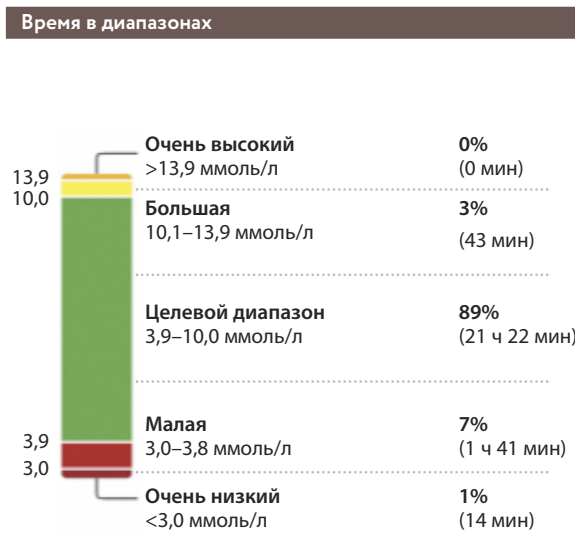 Время в диапазонах
Очень высокий 0%
>13,9 ммоль/л (0 мин)
13,9
10,0
Большая 3%
10,1–13,9 ммоль/л (43 мин)
Целевой диапазон 89%
3,9–10,0 ммоль/л (21 ч 22 мин)
Малая 7%
3,9
3,0–3,8 ммоль/л (1 ч 41 мин)
3,0
Очень низкий 1%
<3,0 ммоль/л (14 мин)